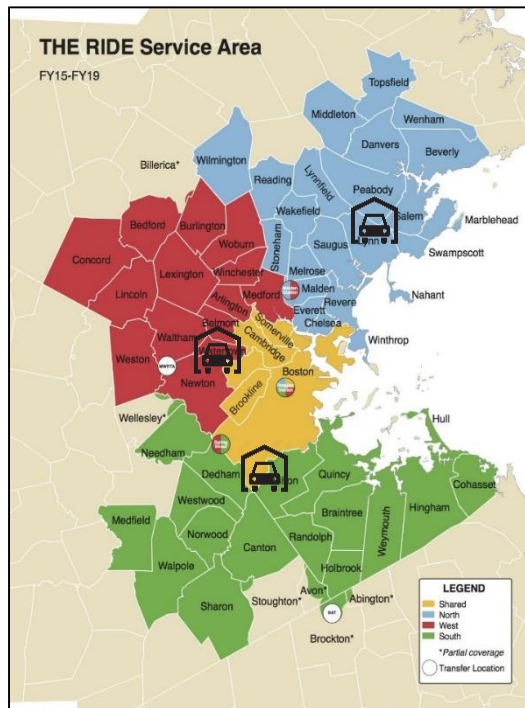 THE RIDE Service Area
FY15-FY19
Topsfield
Middleton
Wenham
Danvers
Beverly
Billerica*
Wilmington
Reading
Lynnfield
Peabody
Wakefield
Salem
Marblehead
Bedford
Burlington
Stoneham
Saugus
Swampscott
Woburn
Concord
Lexington
Winchester
Melrose
Nahant
Lincoln
Arlington
Medford
Malden
Revere
Everett
Chelsea
Belmont
Somerville
Winthrop
Waltham
Cambridge
Weston
MWRTA
Newton
Boston
Brookline
Wellesley*
Hull
Needham
Dedham
Quincy
Cohasset
Westwood
Hingham
Medfield
Braintree
Weymouth
Norwood
Randolph
Walpole
Canton
Holbrook
Sharon
Stoughton*
Avon*
Abington*
BAT
Brockton*
LEGEND
Shared
North
West
South
*Partial coverage
Transfer Location